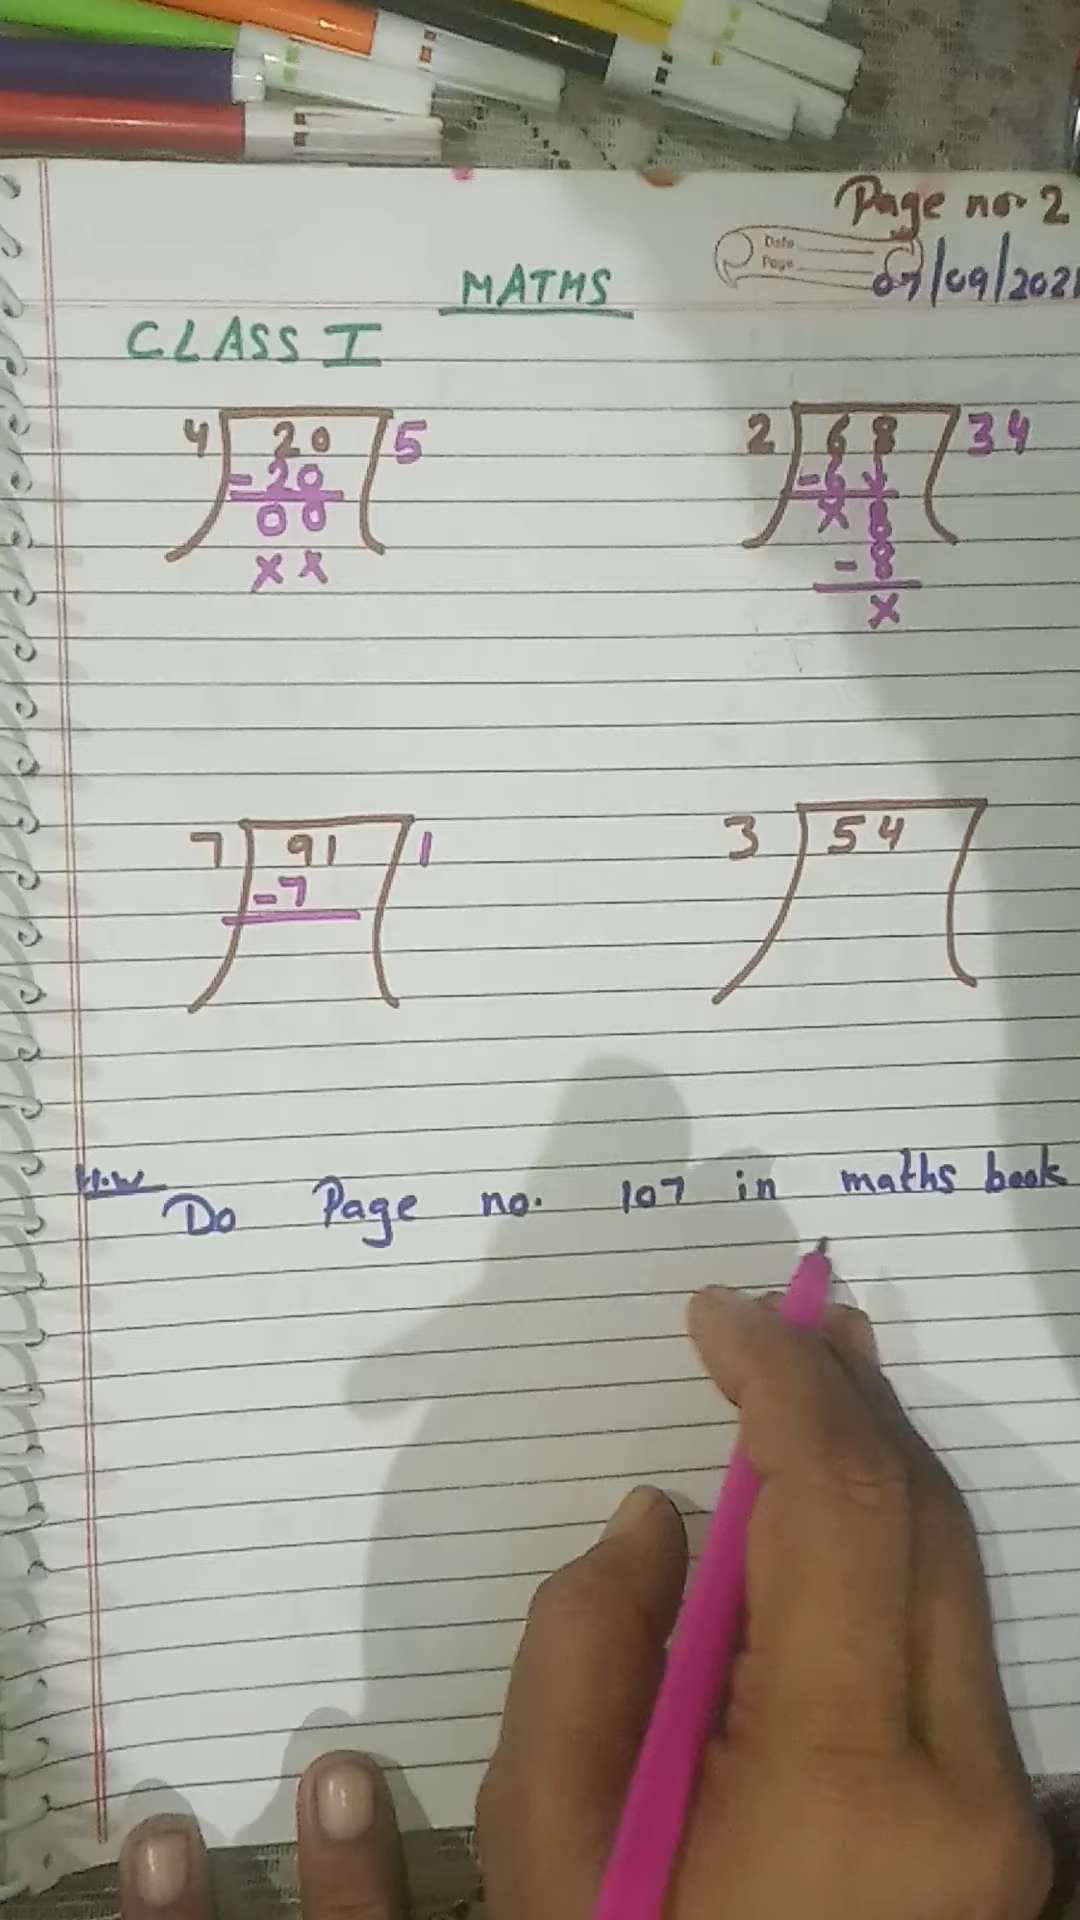 Page no. 2
Date
Page
07/09/2021
MATHS
CLASS I
4 20 5
-20
00
x x
2 68 34
-6↓
x 8
-8
x
7 91 1
-7
3 54
H.W
Do Page no. 107 in maths book